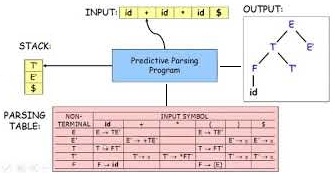 INPUT: id + id + id $
OUTPUT:
E
T E'
F T'
id
STACK:
T'
E'
$
Predictive Parsing
Program
PARSING
TABLE:
NON- INPUT SYMBOL
TERMINAL id + * ( ) $
E E → TE' E → TE'
E' E' → +TE' E' → ε E' → ε
T T → FT' T → FT'
T' T' → ε T' → *FT' T' → ε T' → ε
F F → id F → (E)